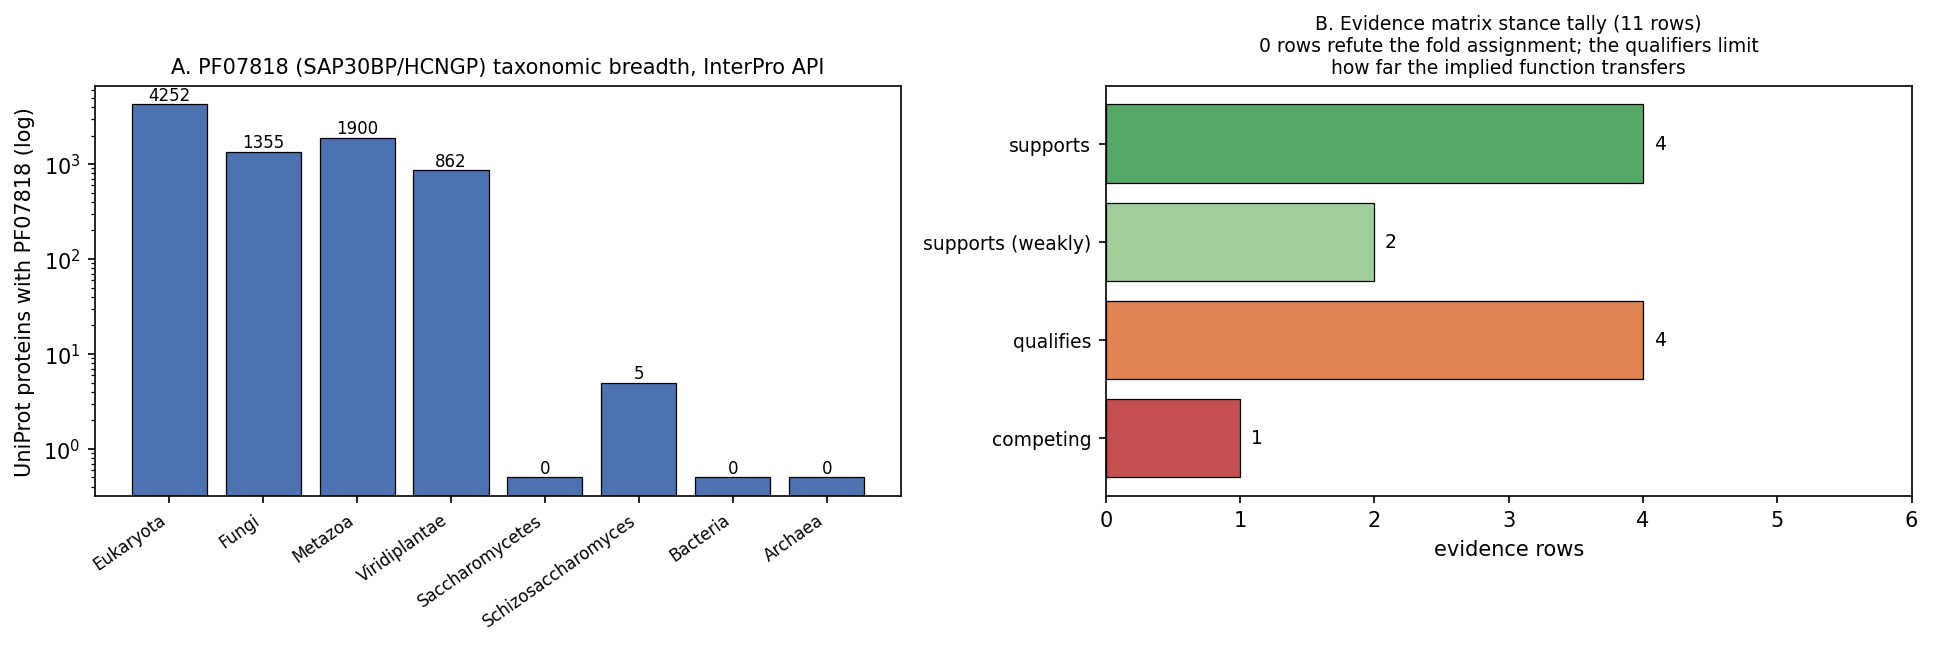 A. PF07818 (SAP30BP/HCNGP) taxonomic breadth, InterPro API
UniProt proteins with PF07818 (log)
10³
10²
10¹
10⁰
4252
1355
1900
862
0
5
0
0
Eukaryota
Fungi
Metazoa
Viridiplantae
Saccharomycetes
Schizosaccharomyces
Bacteria
Archaea
B. Evidence matrix stance tally (11 rows)
0 rows refute the fold assignment; the qualifiers limit
how far the implied function transfers
supports
4
supports (weakly)
2
qualifies
4
competing
1
0 1 2 3 4 5 6
evidence rows